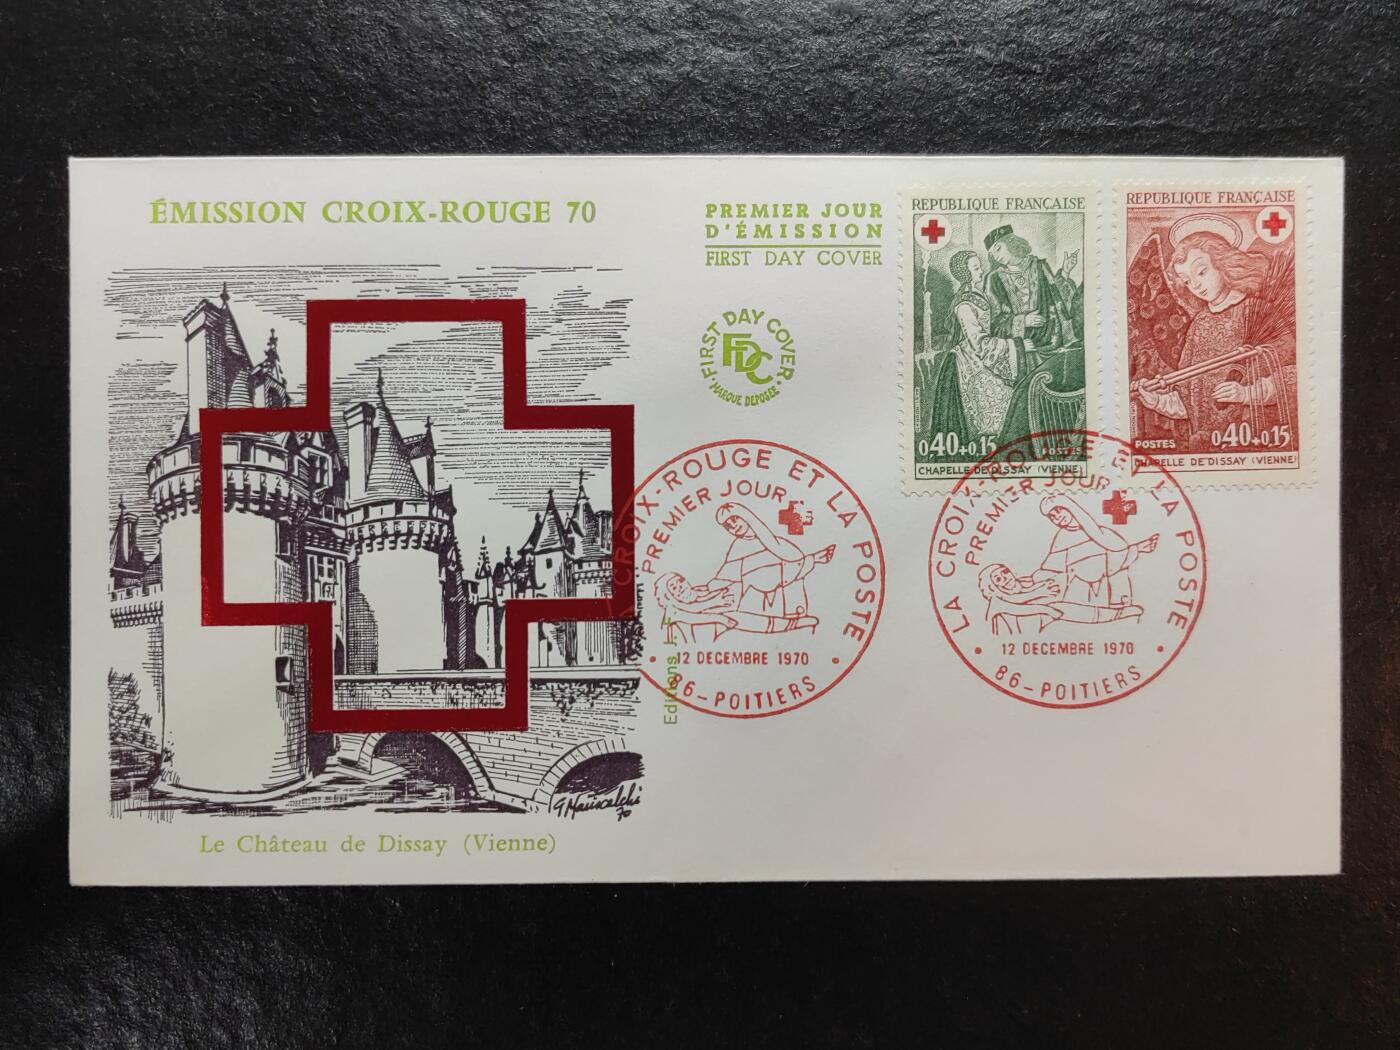 ÉMISSION CROIX-ROUGE 70
PREMIER JOUR
D'ÉMISSION
FIRST DAY COVER
· FIRST DAY COVER ·
FDC
MARQUE DEPOSÉE
REPUBLIQUE FRANÇAISE
0,40+0,15
POSTES
CHAPELLE DE DISSAY (VIENNE)
REPUBLIQUE FRANÇAISE
POSTES
0,40+0,15
CHAPELLE DE DISSAY (VIENNE)
CROIX-ROUGE ET LA POSTE
PREMIER JOUR
· 12 DECEMBRE 1970 ·
86-POITIERS
LA CROIX-ROUGE ET LA POSTE
PREMIER JOUR
· 12 DECEMBRE 1970 ·
86-POITIERS
Editions J.F.
G Mariscalchi
70
Le Château de Dissay (Vienne)